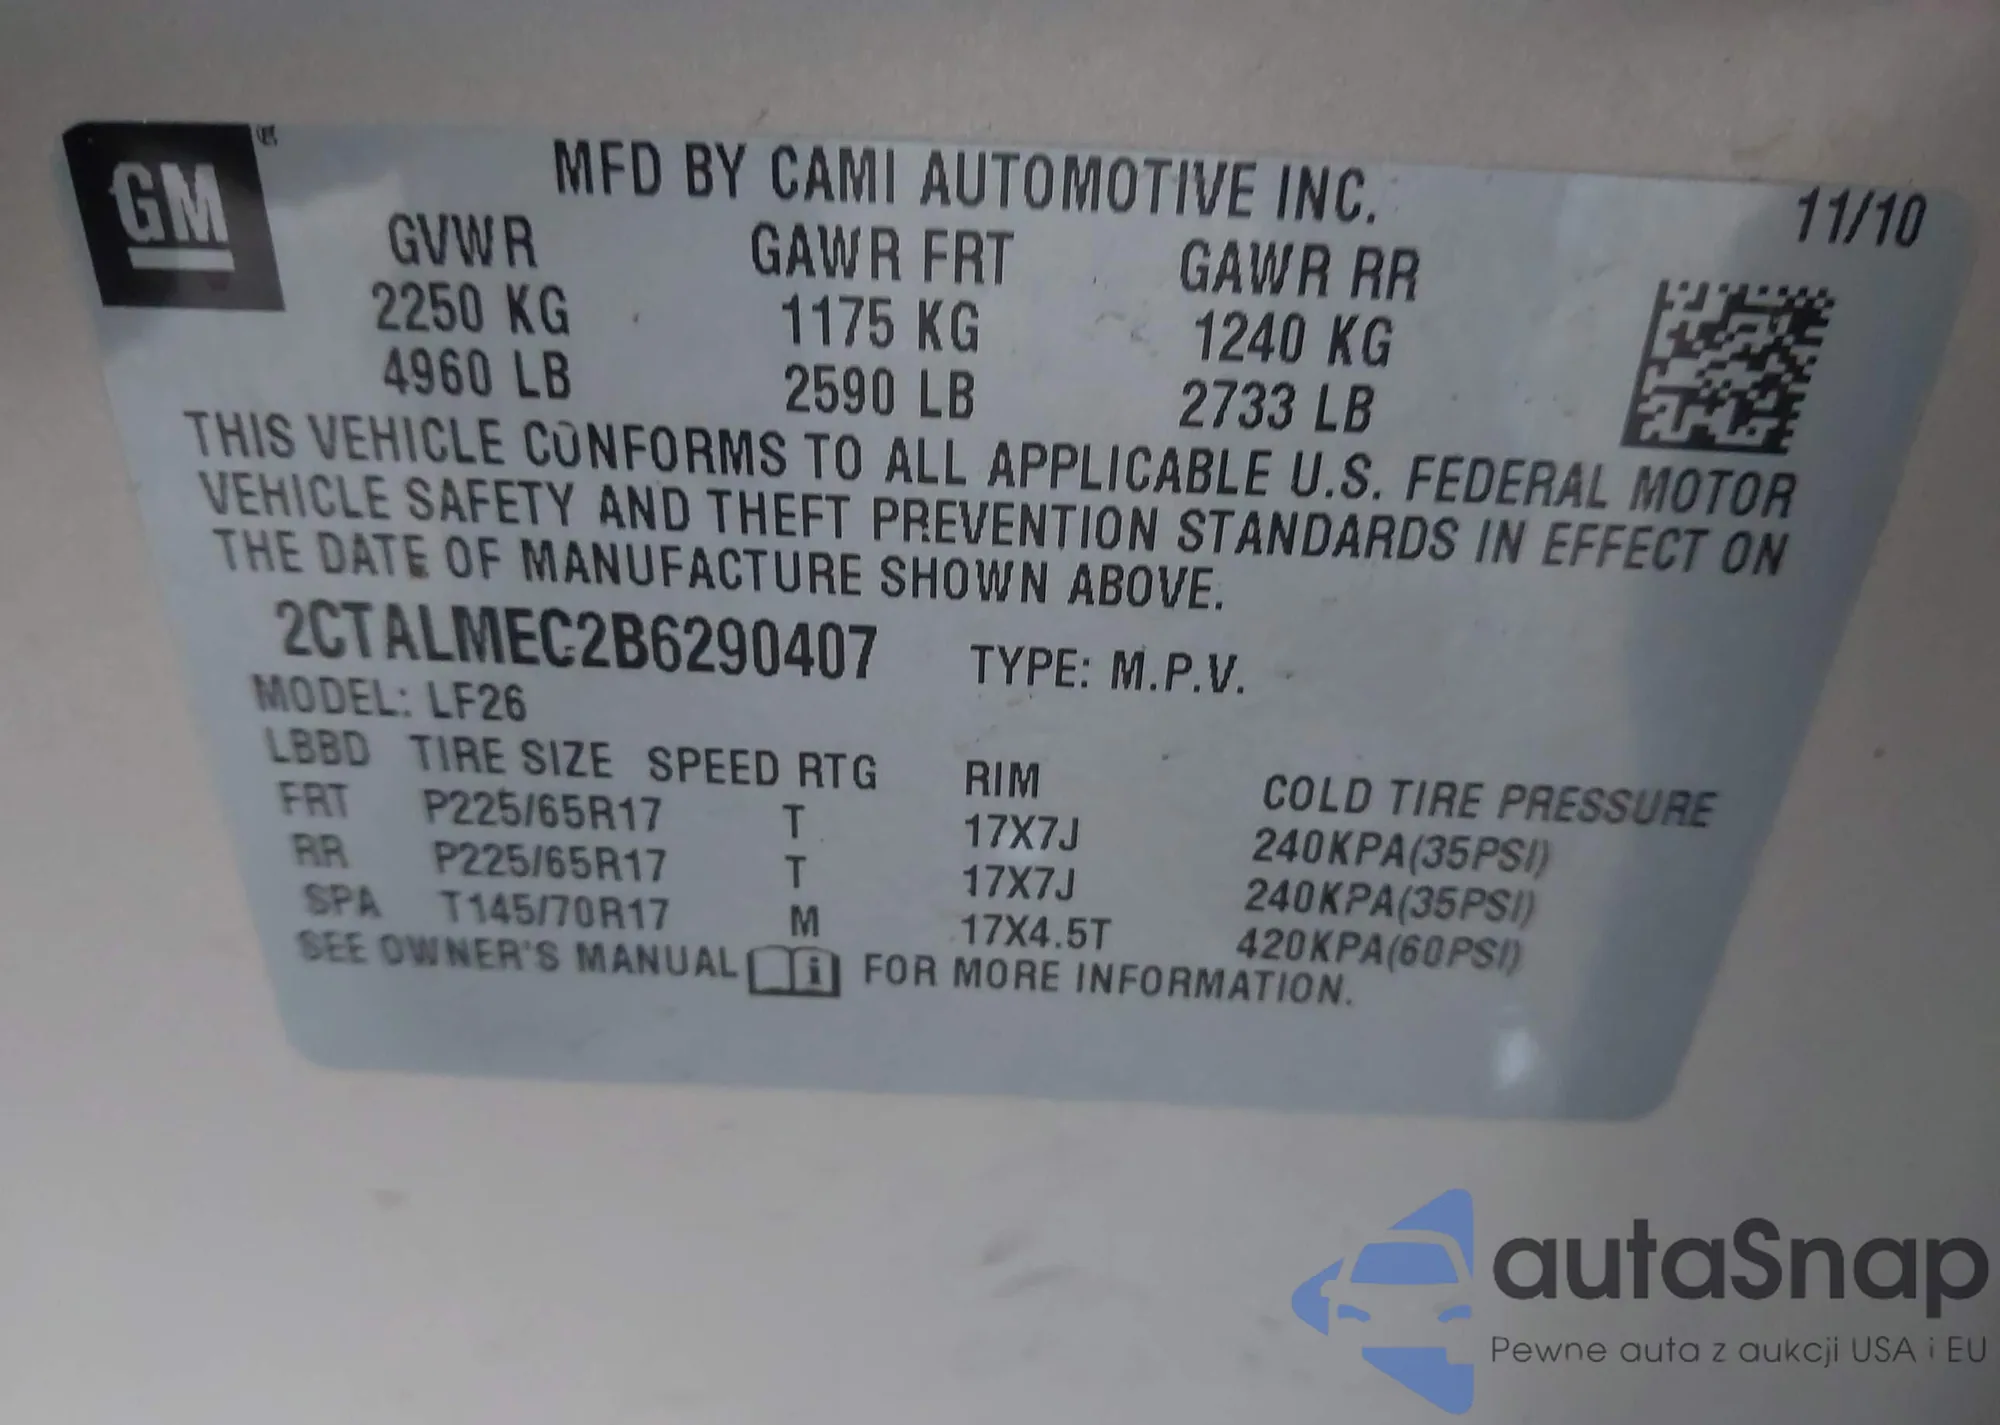 GM
MFD BY CAMI AUTOMOTIVE INC.
11/10
GVWR GAWR FRT GAWR RR
2250 KG 1175 KG 1240 KG
4960 LB 2590 LB 2733 LB
THIS VEHICLE CONFORMS TO ALL APPLICABLE U.S. FEDERAL MOTOR
VEHICLE SAFETY AND THEFT PREVENTION STANDARDS IN EFFECT ON
THE DATE OF MANUFACTURE SHOWN ABOVE.
2CTALMEC2B6290407 TYPE: M.P.V.
MODEL: LF26
LBBD TIRE SIZE SPEED RTG RIM COLD TIRE PRESSURE
FRT P225/65R17 T 17X7J 240KPA(35PSI)
RR P225/65R17 T 17X7J 240KPA(35PSI)
SPA T145/70R17 M 17X4.5T 420KPA(60PSI)
SEE OWNER'S MANUAL i FOR MORE INFORMATION.
autaSnap
Pewne auta z aukcji USA i EU